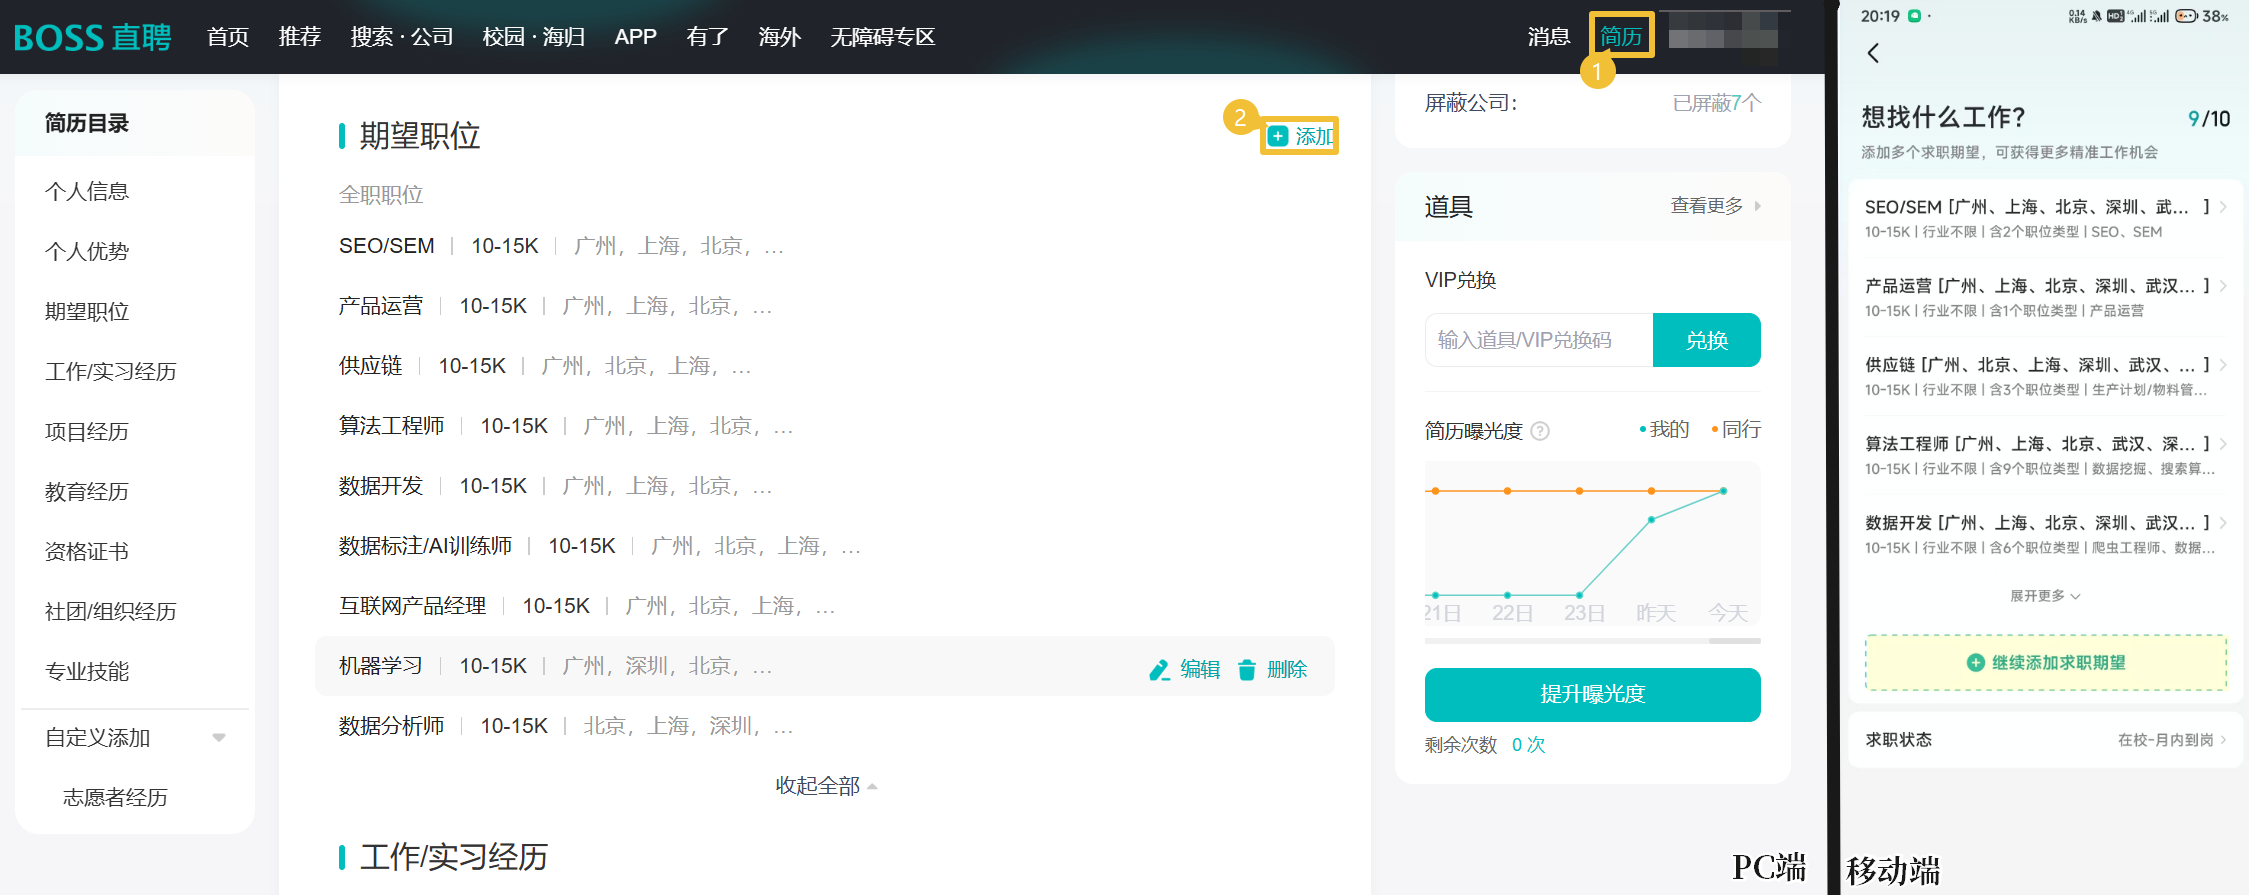 BOSS 直聘 首页 推荐 搜索·公司 校园·海归 APP 有了 海外 无障碍专区 消息 简历
1
简历目录
个人信息
个人优势
期望职位
工作/实习经历
项目经历
教育经历
资格证书
社团/组织经历
专业技能
自定义添加
志愿者经历
期望职位
2
添加
全职职位
SEO/SEM | 10-15K | 广州，上海，北京，...
产品运营 | 10-15K | 广州，上海，北京，...
供应链 | 10-15K | 广州，北京，上海，...
算法工程师 | 10-15K | 广州，上海，北京，...
数据开发 | 10-15K | 广州，上海，北京，...
数据标注/AI训练师 | 10-15K | 广州，北京，上海，...
互联网产品经理 | 10-15K | 广州，北京，上海，...
机器学习 | 10-15K | 广州，深圳，北京，... 编辑 删除
数据分析师 | 10-15K | 北京，上海，深圳，...
收起全部
工作/实习经历
屏蔽公司： 已屏蔽7个
道具 查看更多
VIP兑换
输入道具/VIP兑换码 兑换
简历曝光度 ? 我的 同行
21日 22日 23日 昨天 今天
提升曝光度
剩余次数 0 次
PC端
20:19 0.14 KB/s HD 38%
想找什么工作? 9/10
添加多个求职期望，可获得更多精准工作机会
SEO/SEM [广州、上海、北京、深圳、武... ]
10-15K | 行业不限 | 含2个职位类型 | SEO、SEM
产品运营 [广州、上海、北京、深圳、武汉... ]
10-15K | 行业不限 | 含1个职位类型 | 产品运营
供应链 [广州、北京、上海、深圳、武汉、... ]
10-15K | 行业不限 | 含3个职位类型 | 生产计划/物料管...
算法工程师 [广州、上海、北京、武汉、深... ]
10-15K | 行业不限 | 含9个职位类型 | 数据挖掘、搜索算...
数据开发 [广州、上海、北京、深圳、武汉... ]
10-15K | 行业不限 | 含6个职位类型 | 爬虫工程师、数据...
展开更多
继续添加求职期望
求职状态 在校-月内到岗
移动端